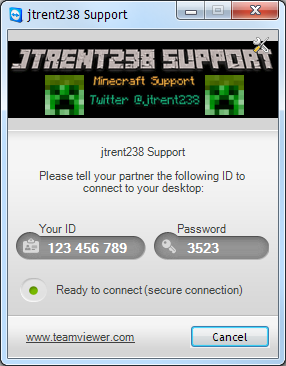 jtrent238 Support
JTRENT238 SUPPORT
Minecraft Support
Twitter @jtrent238
jtrent238 Support
Please tell your partner the following ID to
connect to your desktop:
Your ID
Password
123 456 789
3523
Ready to connect (secure connection)
www.teamviewer.com
Cancel